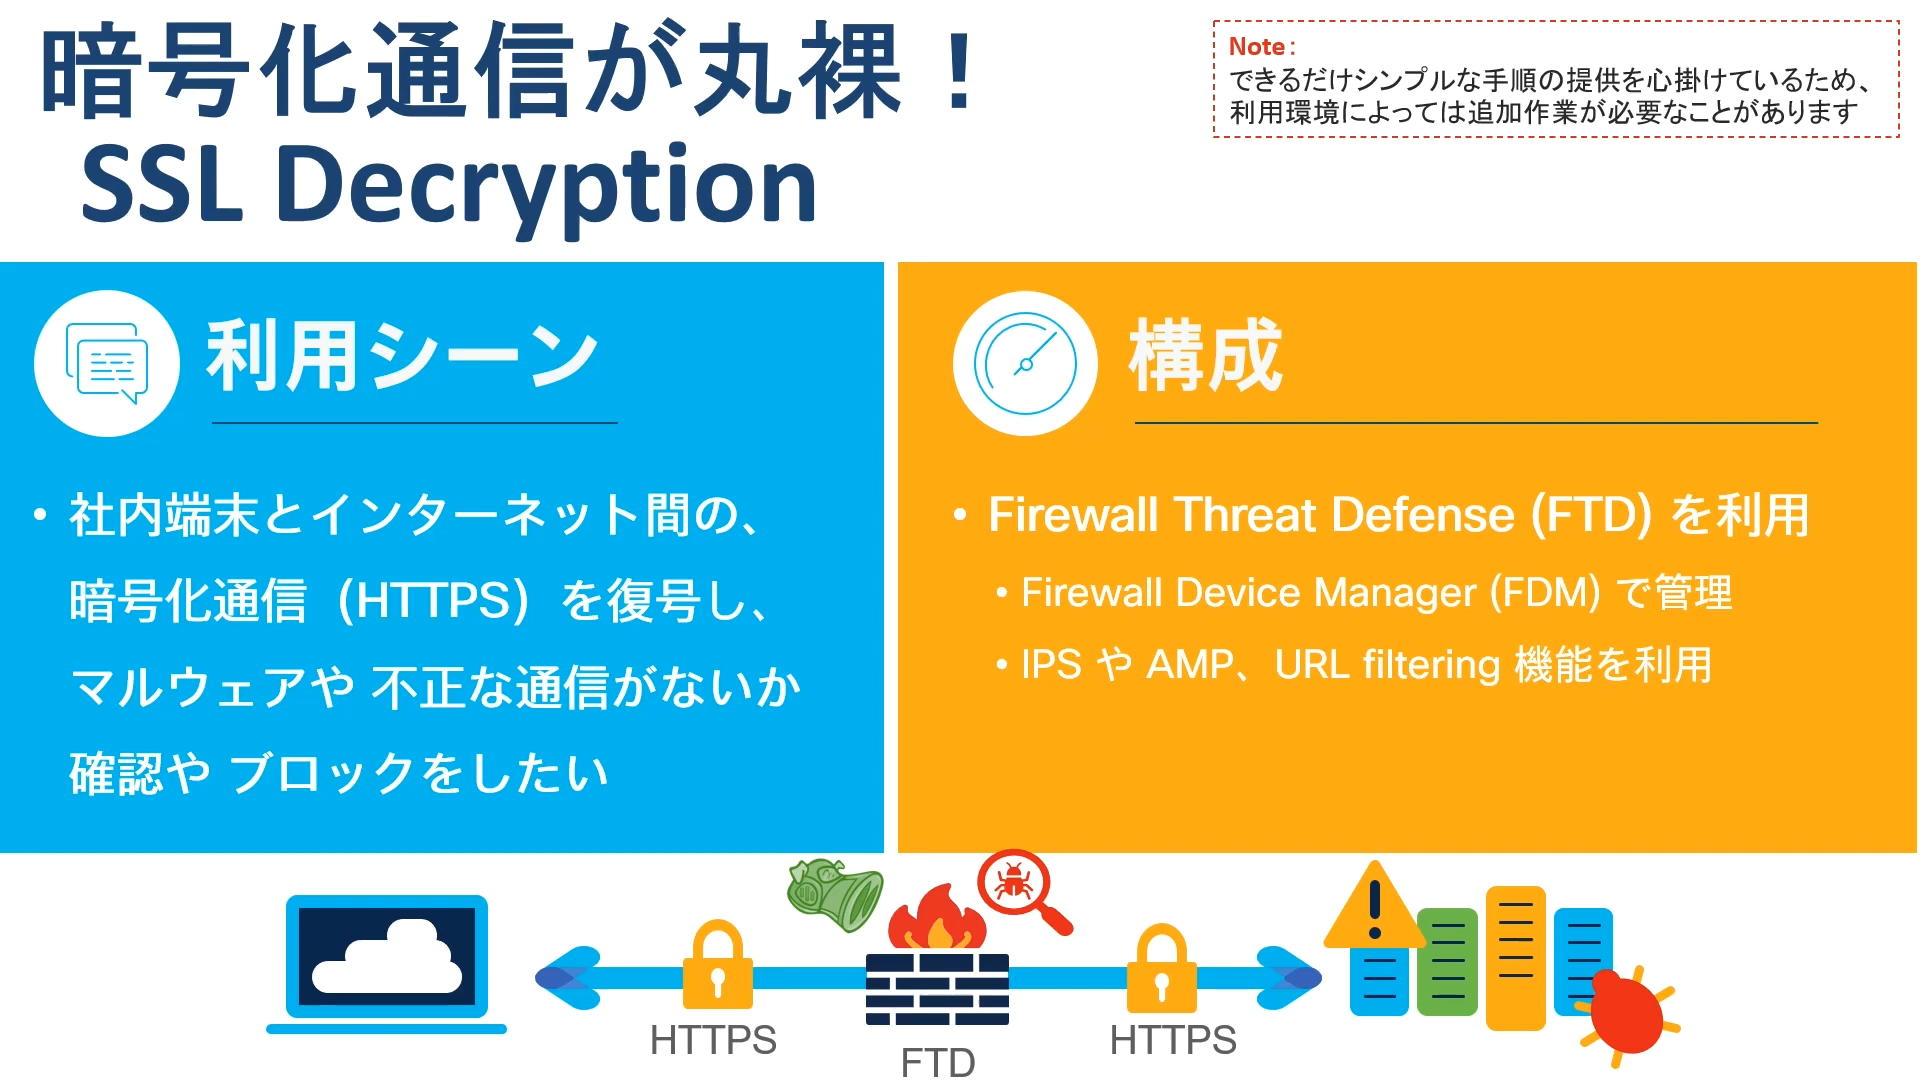 暗号化通信が丸裸！
SSL Decryption
Note：
できるだけシンプルな手順の提供を心掛けているため、
利用環境によっては追加作業が必要なことがあります
利用シーン
• 社内端末とインターネット間の、
暗号化通信（HTTPS）を復号し、
マルウェアや 不正な通信がないか
確認や ブロックをしたい
構成
• Firewall Threat Defense (FTD) を利用
• Firewall Device Manager (FDM) で管理
• IPS や AMP、URL filtering 機能を利用
HTTPS
FTD
HTTPS